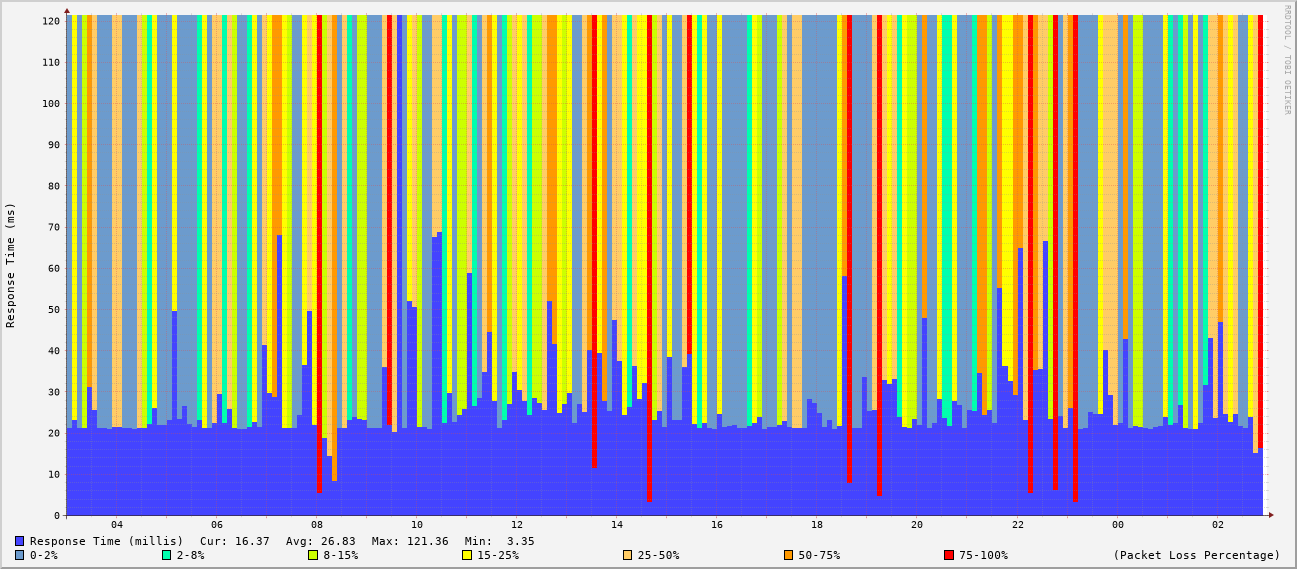 RRDTOOL / TOBI OETIKER
Response Time (ms)
120
110
100
90
80
70
60
50
40
30
20
10
0
04 06 08 10 12 14 16 18 20 22 00 02
Response Time (millis) Cur: 16.37 Avg: 26.83 Max: 121.36 Min: 3.35
0-2% 2-8% 8-15% 15-25% 25-50% 50-75% 75-100% (Packet Loss Percentage)